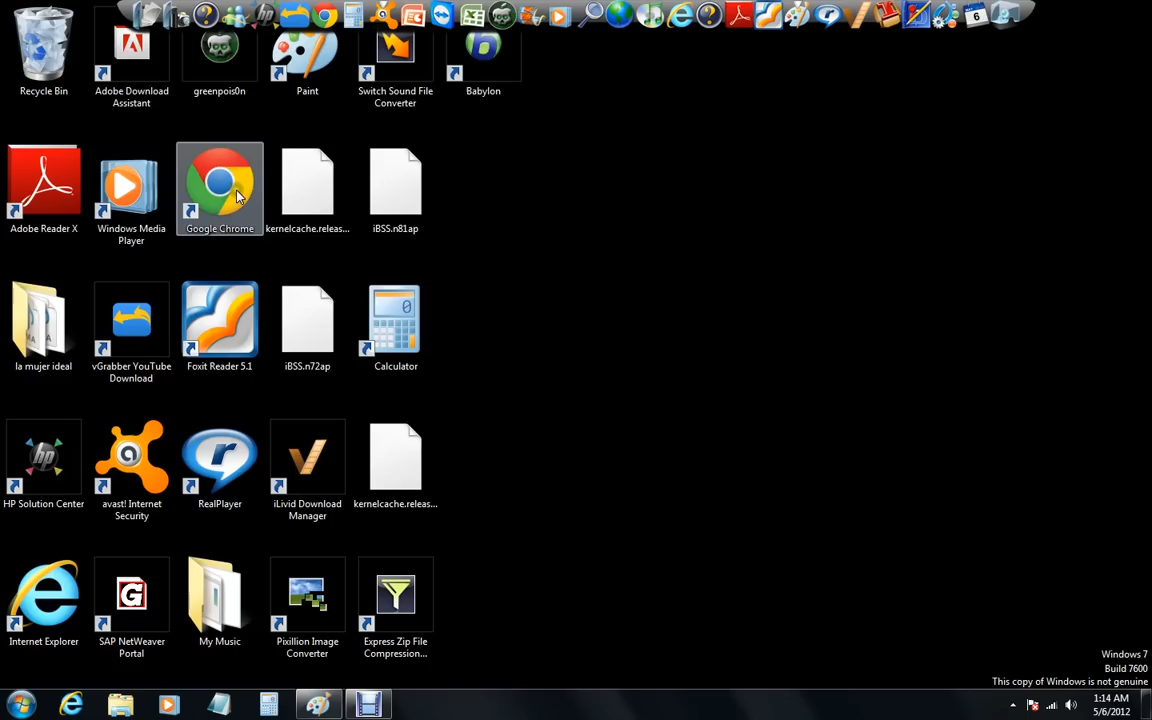 6
Recycle Bin
Adobe Download
Assistant
greenpois0n
Paint
Switch Sound File
Converter
Babylon
Adobe Reader X
Windows Media
Player
Google Chrome
kernelcache.releas...
iBSS.n81ap
la mujer ideal
vGrabber YouTube
Download
Foxit Reader 5.1
iBSS.n72ap
0
Calculator
hp
HP Solution Center
a
avast! Internet
Security
r
RealPlayer
iLivid Download
Manager
kernelcache.releas...
Internet Explorer
G
SAP NetWeaver
Portal
My Music
Pixillion Image
Converter
Express Zip File
Compression...
Windows 7
Build 7600
This copy of Windows is not genuine
1:14 AM
5/6/2012